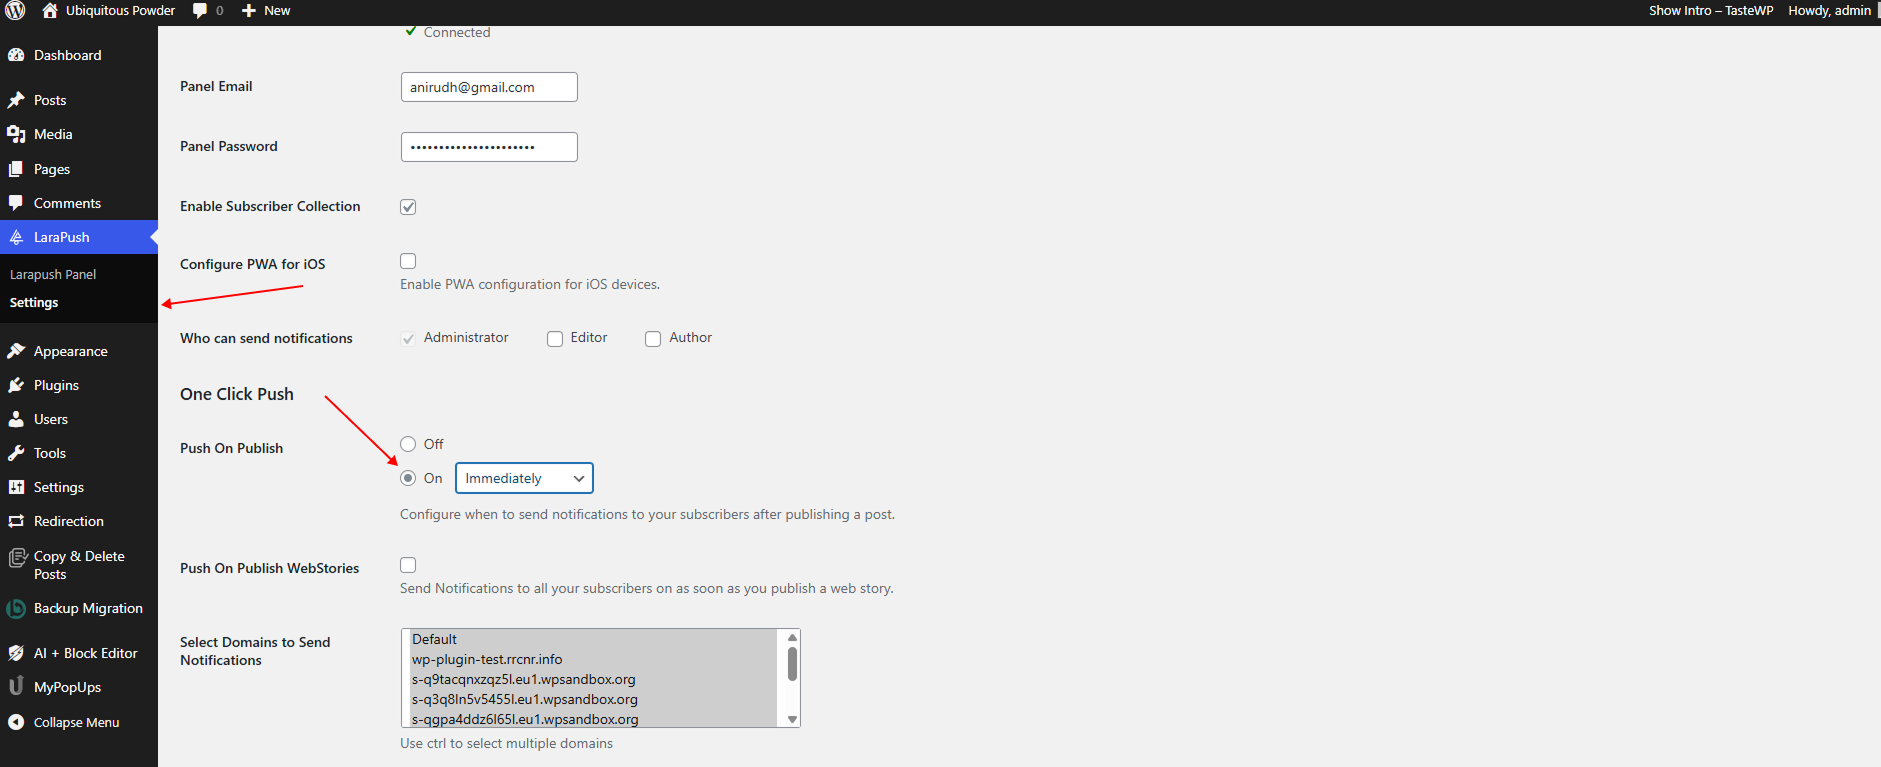 Ubiquitous Powder
0
New
Show Intro – TasteWP
Howdy, admin
Dashboard
Posts
Media
Pages
Comments
LaraPush
Larapush Panel
Settings
Appearance
Plugins
Users
Tools
Settings
Redirection
Copy & Delete
Posts
Backup Migration
AI + Block Editor
MyPopUps
Collapse Menu
Connected
Panel Email
anirudh@gmail.com
Panel Password
••••••••••••••••••••••
Enable Subscriber Collection
Configure PWA for iOS
Enable PWA configuration for iOS devices.
Who can send notifications
Administrator
Editor
Author
One Click Push
Push On Publish
Off
On
Immediately
Configure when to send notifications to your subscribers after publishing a post.
Push On Publish WebStories
Send Notifications to all your subscribers on as soon as you publish a web story.
Select Domains to Send
Notifications
Default
wp-plugin-test.rrcnr.info
s-q9tacqnxzqz5l.eu1.wpsandbox.org
s-q3q8ln5v5455l.eu1.wpsandbox.org
s-qgpa4ddz6l65l.eu1.wpsandbox.org
Use ctrl to select multiple domains